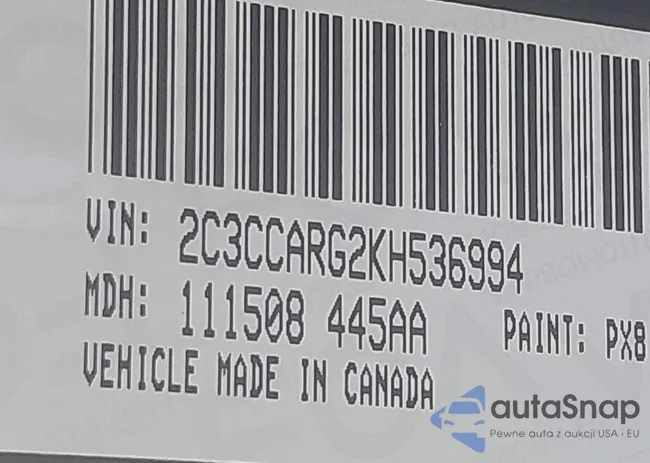 VIN: 2C3CCARG2KH536994
MDH: 111508 445AA PAINT: PX8
VEHICLE MADE IN CANADA
autaSnap
Pewne auta z aukcji USA i EU